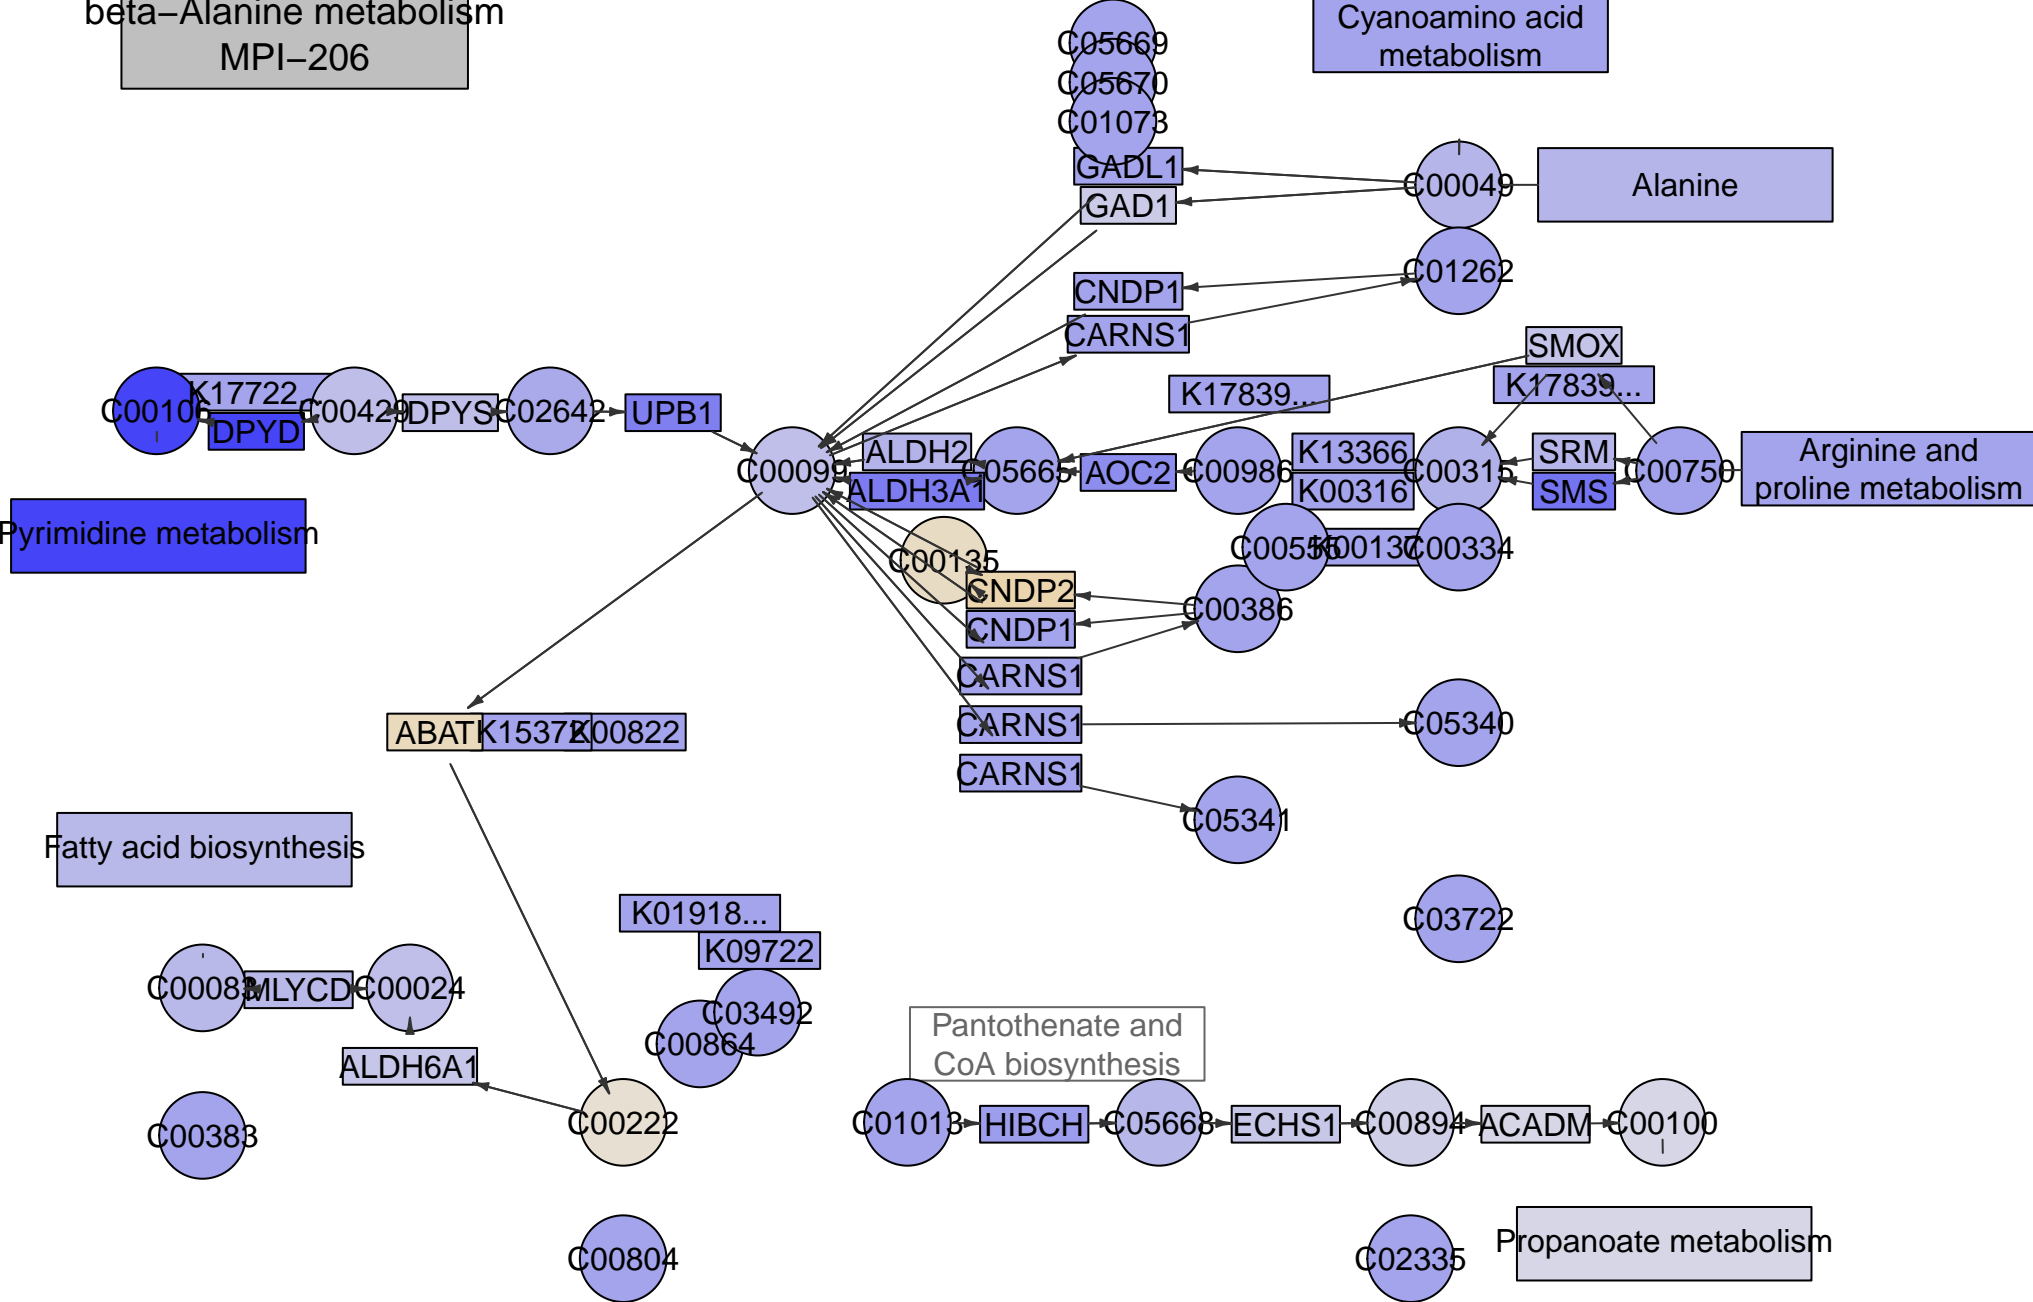 beta−Alanine metabolism
MPI−206
C05669
C05670
C01073
Cyanoamino acid
metabolism
GADL1
GAD1
C00049
Alanine
C01262
CNDP1
CARNS1
SMOX
K17839...
K17839...
C00106
K17722
DPYD
C00429
DPYS
C02642
UPB1
C00099
ALDH2
ALDH3A1
C05665
AOC2
C00986
K13366
K00316
C00315
SRM
SMS
C00750
Arginine and
proline metabolism
Pyrimidine metabolism
C00135
C00555
K00137
C00334
CNDP2
CNDP1
C00386
CARNS1
CARNS1
C05340
CARNS1
C05341
ABAT
K15372
K00822
Fatty acid biosynthesis
K01918...
K09722
C03722
C00083
MLYCD
C00024
C03492
C00864
Pantothenate and
CoA biosynthesis
ALDH6A1
C00383
C00222
C01013
HIBCH
C05668
ECHS1
C00894
ACADM
C00100
C00804
C02335
Propanoate metabolism